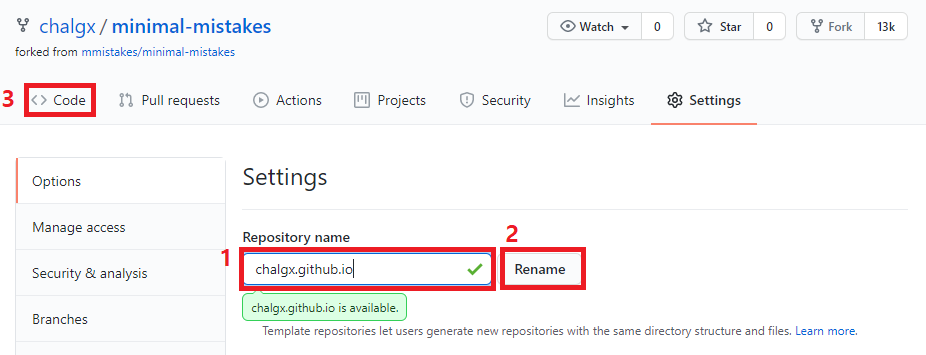 chalgx / minimal-mistakes
Watch 0 Star 0 Fork 13k
forked from mmistakes/minimal-mistakes
3 Code Pull requests Actions Projects Security Insights Settings
Options
Settings
Manage access
Repository name
2
1
chalgx.github.io
Rename
Security & analysis
chalgx.github.io is available.
Branches
Template repositories let users generate new repositories with the same directory structure and files. Learn more.